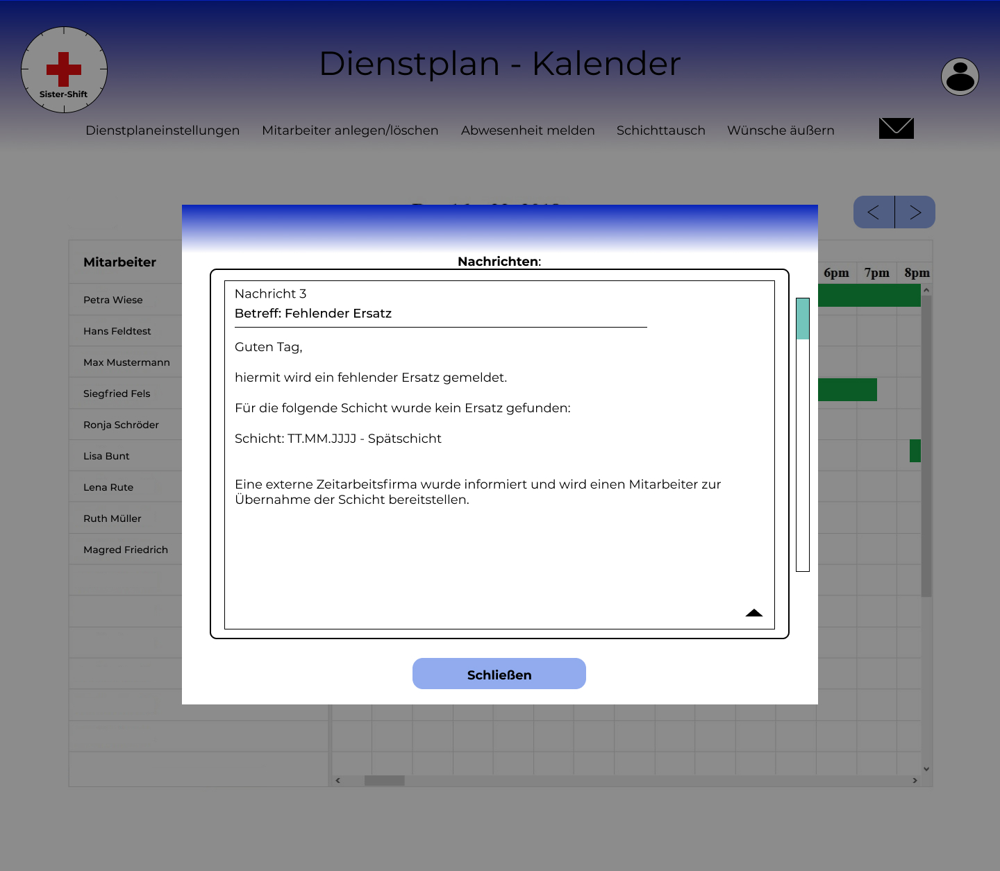 Dienstplan - Kalender
Sister-Shift
Dienstplaneinstellungen Mitarbeiter anlegen/löschen Abwesenheit melden Schichttausch Wünsche äußern
< >
Nachrichten:
Mitarbeiter
6pm 7pm 8pm
Petra Wiese
Hans Feldtest
Max Mustermann
Siegfried Fels
Ronja Schröder
Lisa Bunt
Lena Rute
Ruth Müller
Magred Friedrich
Nachricht 3
Betreff: Fehlender Ersatz
Guten Tag,
hiermit wird ein fehlender Ersatz gemeldet.
Für die folgende Schicht wurde kein Ersatz gefunden:
Schicht: TT.MM.JJJJ - Spätschicht
Eine externe Zeitarbeitsfirma wurde informiert und wird einen Mitarbeiter zur
Übernahme der Schicht bereitstellen.
Schließen